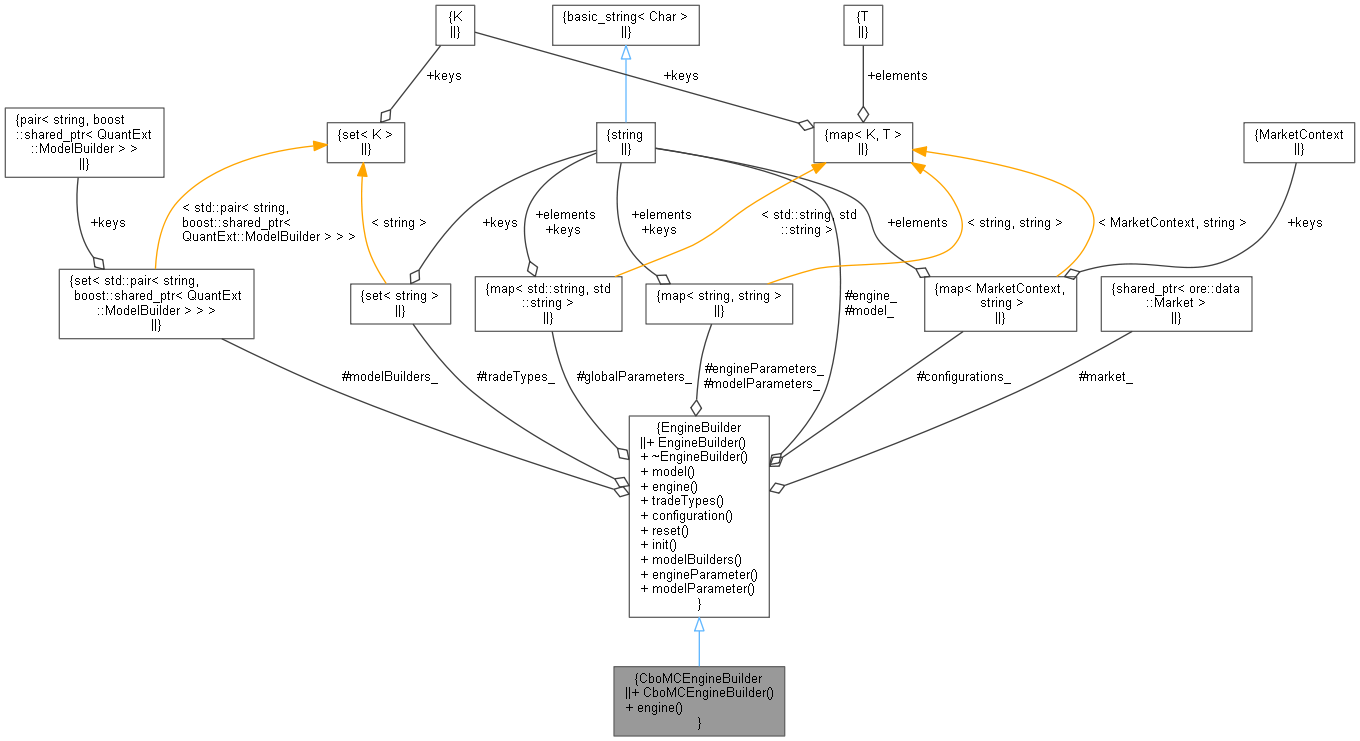 {K
||}
{basic_string< Char >
||}
{T
||}
+keys
+keys
+elements
{pair< string, boost
::shared_ptr< QuantExt
::ModelBuilder > >
||}
{set< K >
||}
{string
||}
{map< K, T >
||}
{MarketContext
||}
+keys
< std::pair< string,
boost::shared_ptr<
QuantExt::ModelBuilder > > >
< string >
+keys
+elements
+keys
+elements
+keys
< std::string, std
::string >
+elements
< string, string >
< MarketContext, string >
+keys
{set< std::pair< string,
boost::shared_ptr< QuantExt
::ModelBuilder > > >
||}
{set< string >
||}
{map< std::string, std
::string >
||}
{map< string, string >
||}
#engine_
#model_
{map< MarketContext,
string >
||}
{shared_ptr< ore::data
::Market >
||}
#modelBuilders_
#tradeTypes_
#globalParameters_
#engineParameters_
#modelParameters_
#configurations_
#market_
{EngineBuilder
||+ EngineBuilder()
+ ~EngineBuilder()
+ model()
+ engine()
+ tradeTypes()
+ configuration()
+ reset()
+ init()
+ modelBuilders()
+ engineParameter()
+ modelParameter()
}
{CboMCEngineBuilder
||+ CboMCEngineBuilder()
+ engine()
}